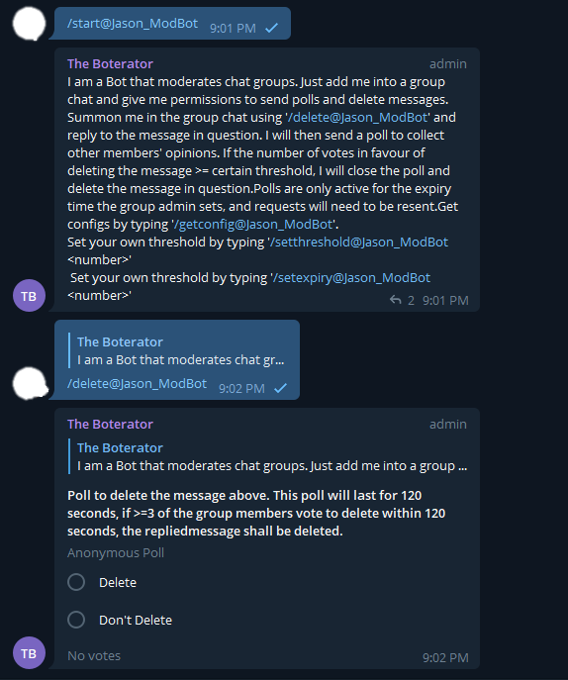 /start@Jason_ModBot 9:01 PM
The Boterator admin
I am a Bot that moderates chat groups. Just add me into a group
chat and give me permissions to send polls and delete messages.
Summon me in the group chat using '/delete@Jason_ModBot' and
reply to the message in question. I will then send a poll to collect
other members' opinions. If the number of votes in favour of
deleting the message >= certain threshold, I will close the poll and
delete the message in question.Polls are only active for the expiry
time the group admin sets, and requests will need to be resent.Get
configs by typing '/getconfig@Jason_ModBot'.
Set your own threshold by typing '/setthreshold@Jason_ModBot
<number>'
Set your own threshold by typing '/setexpiry@Jason_ModBot
<number>'
TB 2 9:01 PM
The Boterator
I am a Bot that moderates chat gr...
/delete@Jason_ModBot 9:02 PM
The Boterator admin
The Boterator
I am a Bot that moderates chat groups. Just add me into a group ...
Poll to delete the message above. This poll will last for 120
seconds, if >=3 of the group members vote to delete within 120
seconds, the repliedmessage shall be deleted.
Anonymous Poll
Delete
Don't Delete
TB No votes 9:02 PM